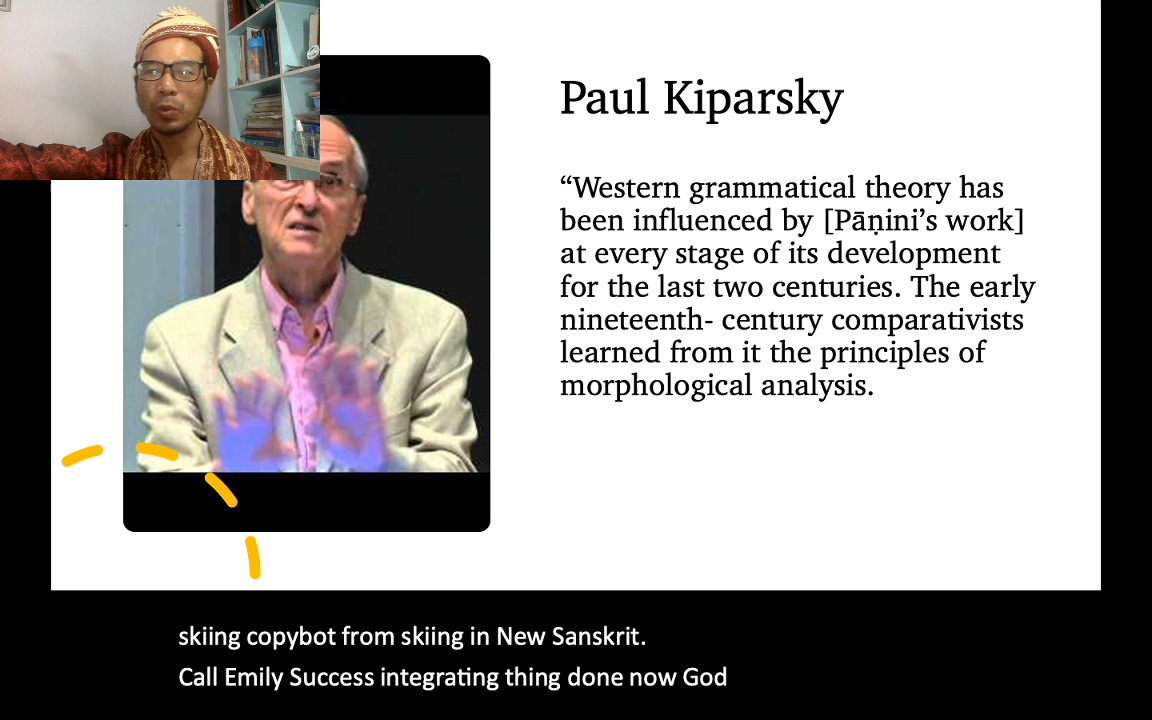 Paul Kiparsky
“Western grammatical theory has
been influenced by [Pāṇini’s work]
at every stage of its development
for the last two centuries. The early
nineteenth- century comparativists
learned from it the principles of
morphological analysis.
skiing copybot from skiing in New Sanskrit.
Call Emily Success integrating thing done now God